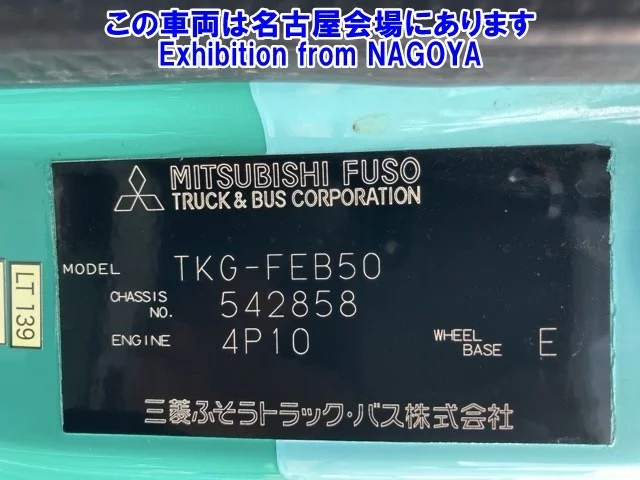 この車両は名古屋会場にあります
Exhibition from NAGOYA
MITSUBISHI FUSO
TRUCK & BUS CORPORATION
MODEL TKG-FEB50
CHASSIS NO. 542858
ENGINE 4P10 WHEEL BASE E
三菱ふそうトラック・バス株式会社
LT 139